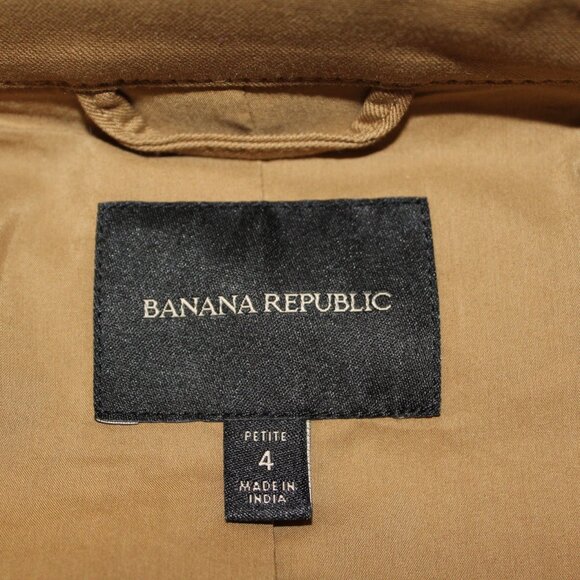 BANANA REPUBLIC
PETITE
4
MADE IN
INDIA